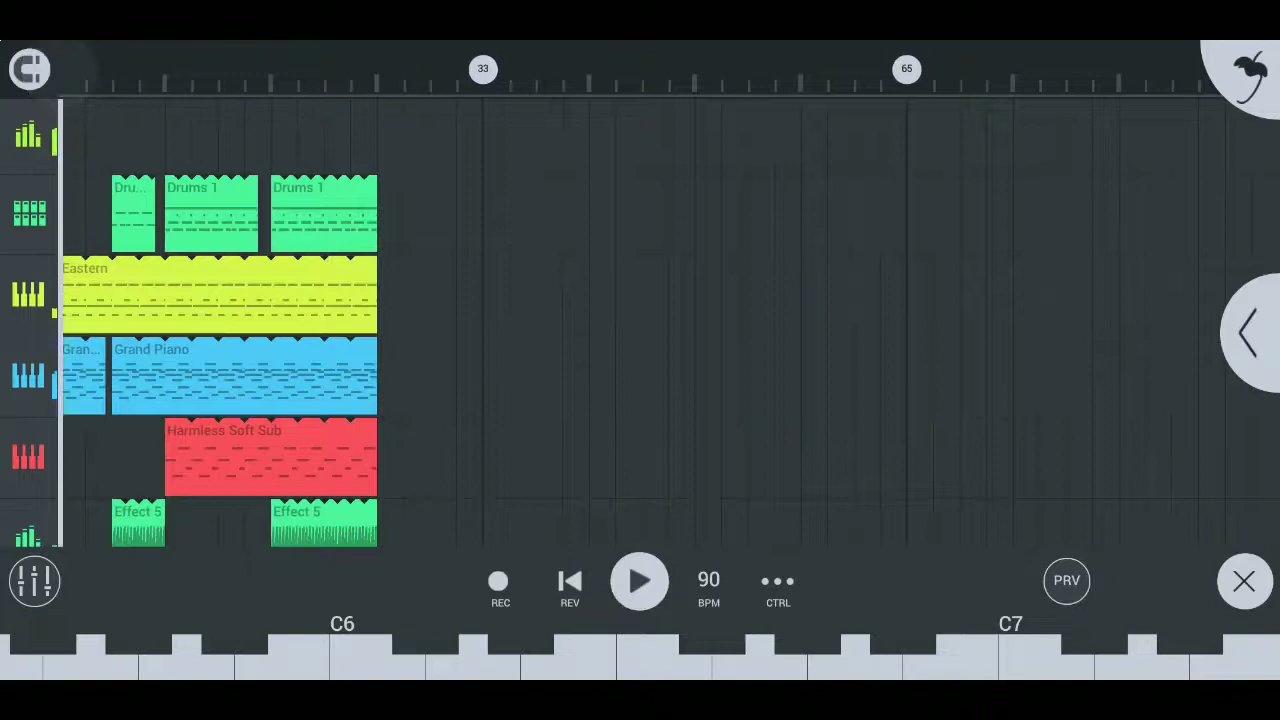 33
65
Dru...
Drums 1
Drums 1
Eastern
Gran...
Grand Piano
Harmless Soft Sub
Effect 5
Effect 5
90
PRV
REC
REV
BPM
CTRL
C6
C7